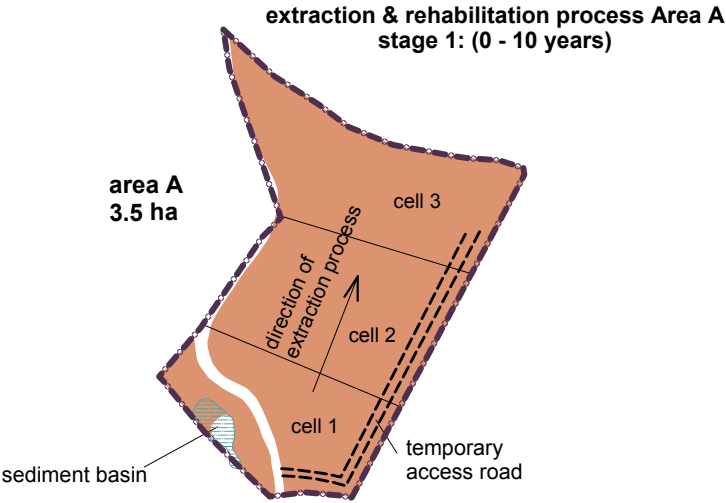 extraction & rehabilitation process Area A
stage 1: (0 - 10 years)
area A
3.5 ha
cell 3
direction of
extraction process
cell 2
cell 1
temporary
access road
sediment basin